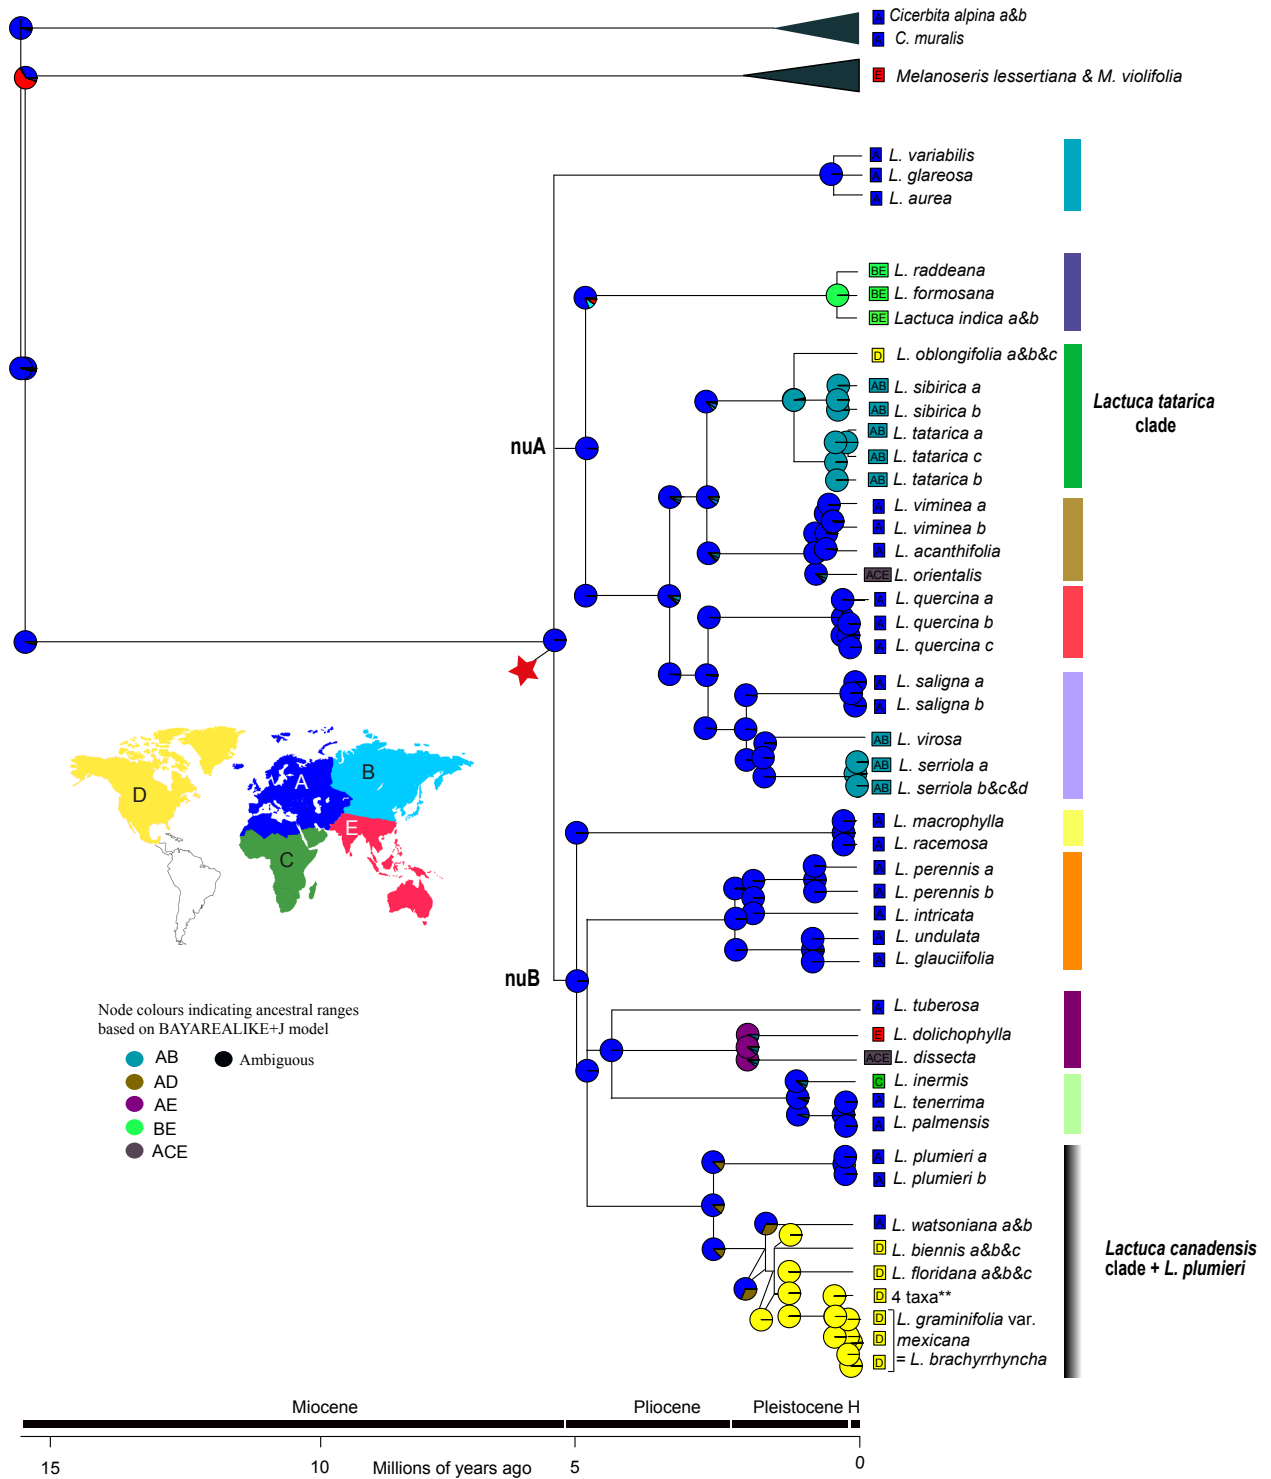 A Cicerbita alpina a&b
A C. muralis
E Melanoseris lessertiana & M. violifolia
A L. variabilis
A L. glareosa
A L. aurea
BE L. raddeana
BE L. formosana
BE Lactuca indica a&b
D L. oblongifolia a&b&c
AB L. sibirica a
AB L. sibirica b
AB L. tatarica a
AB L. tatarica c
AB L. tatarica b
Lactuca tatarica
clade
nuA
A L. viminea a
A L. viminea b
A L. acanthifolia
ACE L. orientalis
A L. quercina a
A L. quercina b
A L. quercina c
A L. saligna a
A L. saligna b
AB L. virosa
AB L. serriola a
AB L. serriola b&c&d
A L. macrophylla
A L. racemosa
A L. perennis a
A L. perennis b
A L. intricata
A L. undulata
A L. glauciifolia
nuB
A L. tuberosa
E L. dolichophylla
ACE L. dissecta
C L. inermis
A L. tenerrima
A L. palmensis
A L. plumieri a
A L. plumieri b
A L. watsoniana a&b
D L. biennis a&b&c
D L. floridana a&b&c
D 4 taxa**
D L. graminifolia var.
D mexicana
D = L. brachyrrhyncha
Lactuca canadensis
clade + L. plumieri
D
A
B
E
C
Node colours indicating ancestral ranges
based on BAYAREALIKE+J model
AB
Ambiguous
AD
AE
BE
ACE
Miocene
Pliocene
Pleistocene
H
15
10
Millions of years ago
5
0